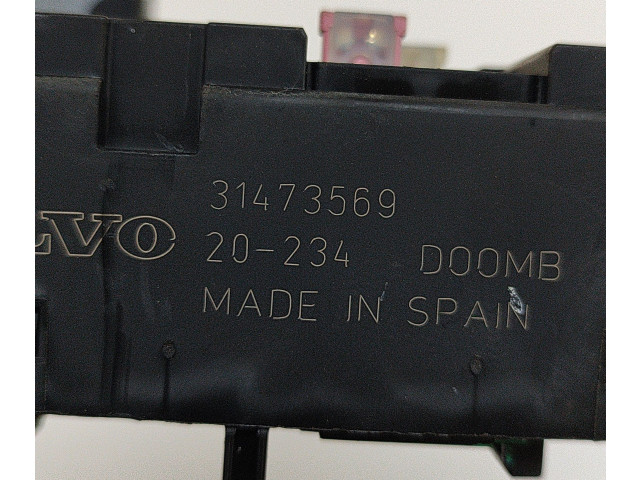 31473569
LVO
20-234 D00MB
MADE IN SPAIN